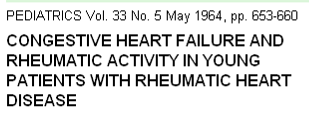 PEDIATRICS Vol. 33 No. 5 May 1964, pp. 653-660
CONGESTIVE HEART FAILURE AND
RHEUMATIC ACTIVITY IN YOUNG
PATIENTS WITH RHEUMATIC HEART
DISEASE